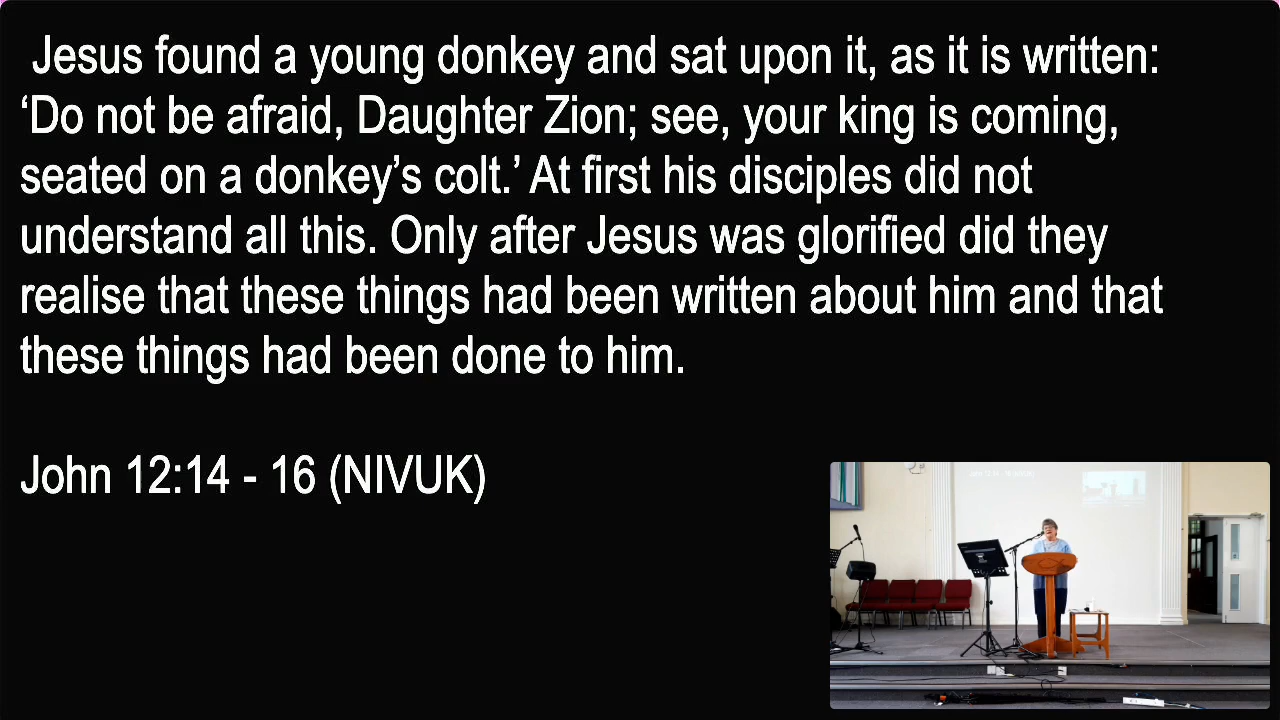 Jesus found a young donkey and sat upon it, as it is written:
‘Do not be afraid, Daughter Zion; see, your king is coming,
seated on a donkey’s colt.’ At first his disciples did not
understand all this. Only after Jesus was glorified did they
realise that these things had been written about him and that
these things had been done to him.
John 12:14 - 16 (NIVUK)